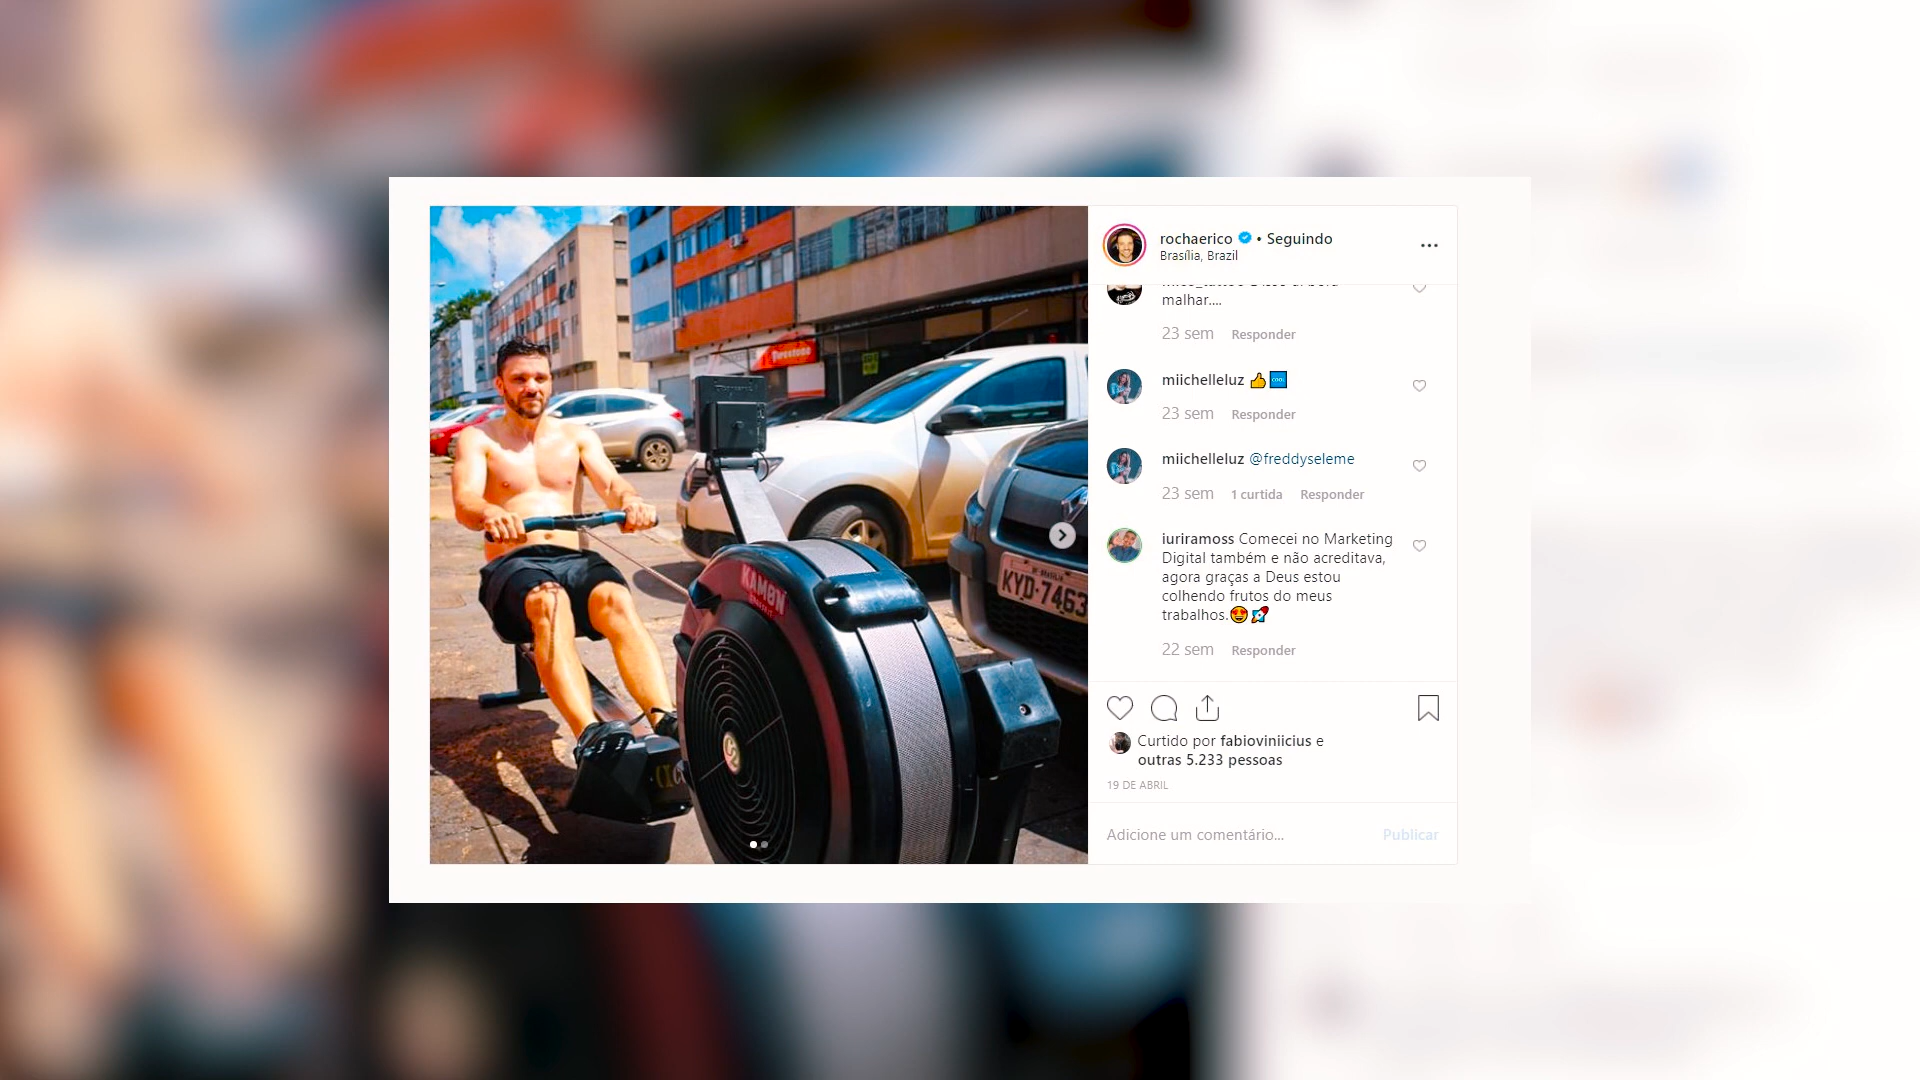 Firestone
KAMON
KYD-7463
rochaerico • Seguindo
Brasília, Brazil
malhar....
23 sem Responder
miichelleluz 👍🆒
23 sem Responder
miichelleluz @freddyseleme
23 sem 1 curtida Responder
iuriramoss Comecei no Marketing
Digital também e não acreditava,
agora graças a Deus estou
colhendo frutos do meus
trabalhos.😍🚀
22 sem Responder
Curtido por fabioviniicius e
outras 5.233 pessoas
19 DE ABRIL
Adicione um comentário... Publicar